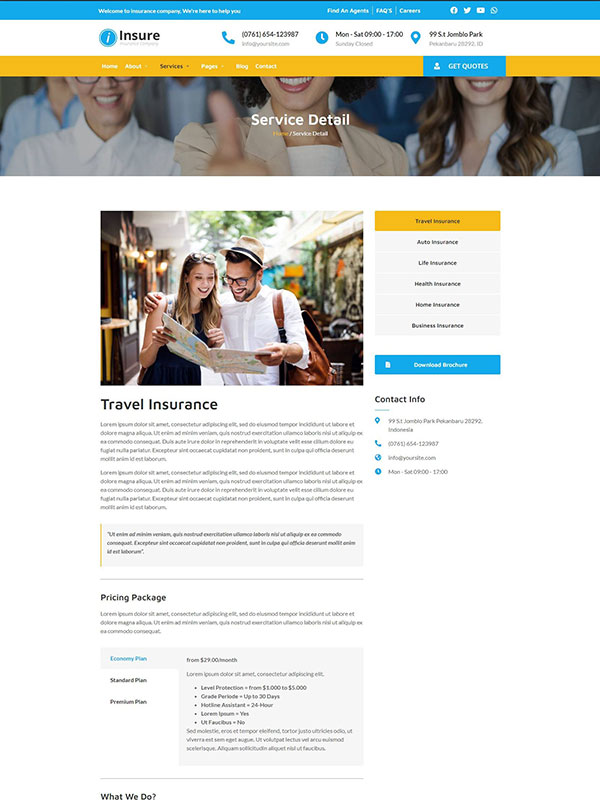 Welcome to insurance company, We're here to help you
Find An Agents
FAQ'S
Careers
Insure
Insurance Company
(0761) 654-123987
info@yoursite.com
Mon - Sat 09:00 - 17:00
Sunday Closed
99 S.t Jomblo Park
Pekanbaru 28292. ID
Home
About
Services
Pages
Blog
Contact
GET QUOTES
Service Detail
Home / Service Detail
Travel Insurance
Auto Insurance
Life Insurance
Health Insurance
Home Insurance
Business Insurance
Download Brochure
Contact Info
99 S.t Jomblo Park Pekanbaru 28292.
Indonesia
(0761) 654-123987
info@yoursite.com
Mon - Sat 09:00 - 17:00
Travel Insurance
Lorem ipsum dolor sit amet, consectetur adipiscing elit, sed do eiusmod tempor incididunt ut labore et
dolore magna aliqua. Ut enim ad minim veniam, quis nostrud exercitation ullamco laboris nisi ut aliquip ex
ea commodo consequat. Duis aute irure dolor in reprehenderit in voluptate velit esse cillum dolore eu
fugiat nulla pariatur. Excepteur sint occaecat cupidatat non proident, sunt in culpa qui officia deserunt
mollit anim id est laborum.
Lorem ipsum dolor sit amet, consectetur adipiscing elit, sed do eiusmod tempor incididunt ut labore et
dolore magna aliqua. Ut enim ad minim veniam, quis nostrud exercitation ullamco laboris nisi ut aliquip ex
ea commodo consequat. Duis aute irure dolor in reprehenderit in voluptate velit esse cillum dolore eu
fugiat nulla pariatur. Excepteur sint occaecat cupidatat non proident.
"Ut enim ad minim veniam, quis nostrud exercitation ullamco laboris nisi ut aliquip ex ea commodo
consequat. Excepteur sint occaecat cupidatat non proident, sunt in culpa qui officia deserunt mollit anim
id est laborum".
Pricing Package
Lorem ipsum dolor sit amet, consectetur adipiscing elit, sed do eiusmod tempor incididunt ut labore et
dolore magna aliqua. Ut enim ad minim veniam, quis nostrud exercitation ullamco laboris nisi ut aliquip ex
ea commodo consequat.
Economy Plan
Standard Plan
Premium Plan
from $29.00/month
Lorem ipsum dolor sit amet, consectetur adipiscing elit.
Level Protection = from $1.000 to $5.000
Grade Periode = Up to 30 Days
Hotline Assistant = 24-Hour
Lorem Ipsum = Yes
Ut Faucibus = No
Sed molestie, eros et tempor eleifend, tortor justo ultricies odio, ut
viverra est sem eget augue. Ut volutpat lectus vel arcu euismod
scelerisque. Aliquam sollicitudin aliquet nisl ut faucibus.
What We Do?